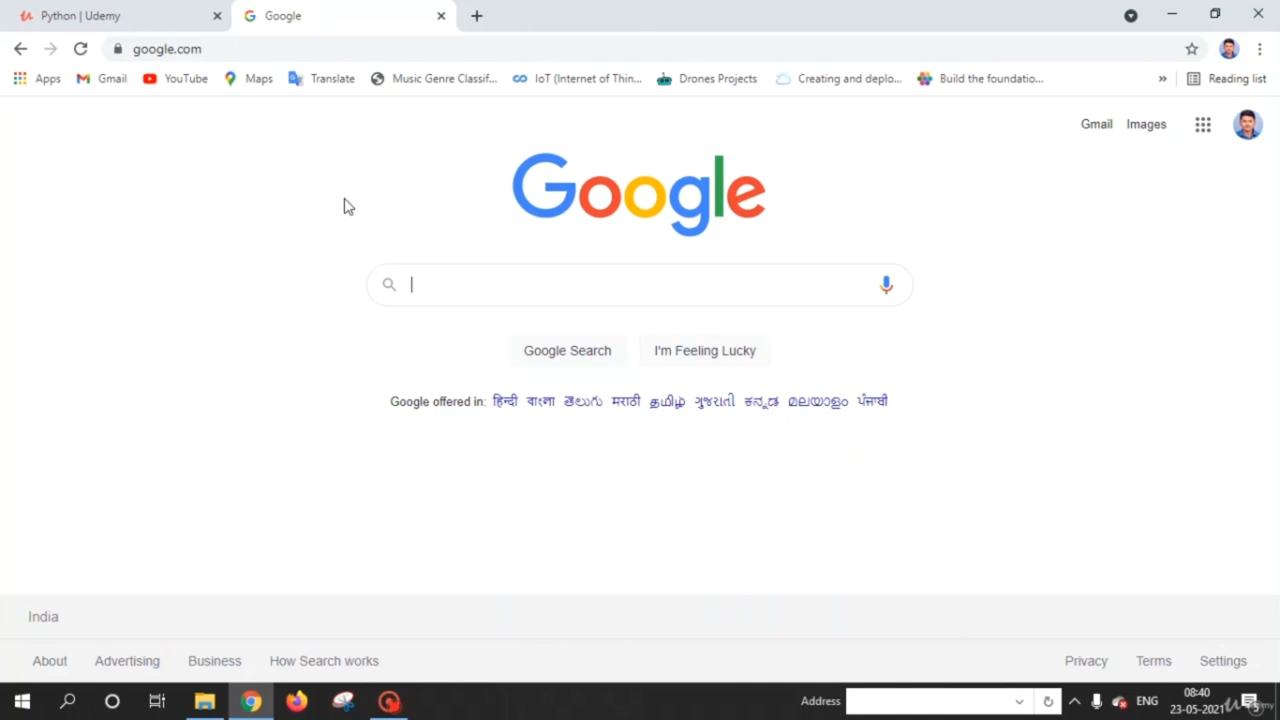 Python | Udemy
Google
google.com
Apps Gmail YouTube Maps Translate Music Genre Classif... IoT (Internet of Thin... Drones Projects Creating and deplo... Build the foundatio... » Reading list
Gmail Images
Google
Google Search I'm Feeling Lucky
Google offered in: हिन्दी বাংলা తెలుగు मराठी தமிழ் ગુજરાતી ಕನ್ನಡ മലയാളം ਪੰਜਾਬੀ
India
About Advertising Business How Search works Privacy Terms Settings
Address ENG 08:40
23-05-2021